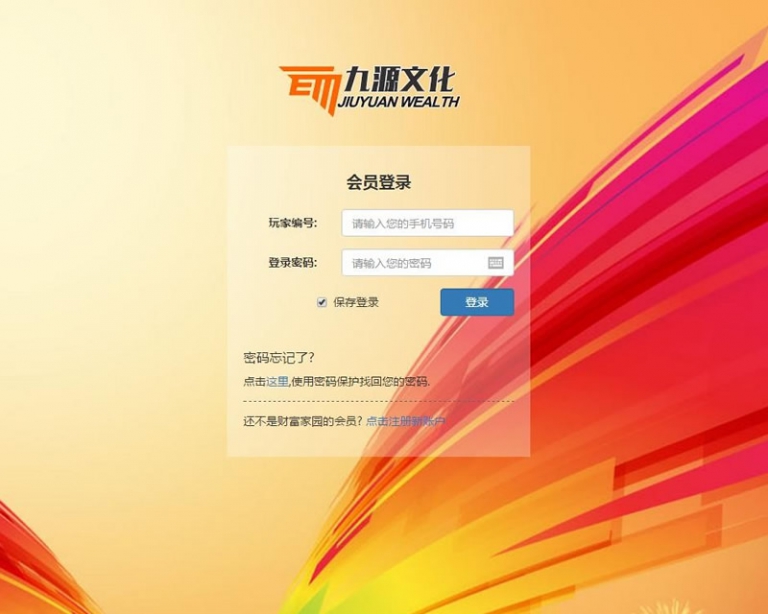 EM九源文化
JIUYUAN WEALTH
会员登录
玩家编号: 请输入您的手机号码
登录密码: 请输入您的密码
保存登录 登录
密码忘记了?
点击这里,使用密码保护找回您的密码.
还不是财富家园的会员? 点击注册新账户